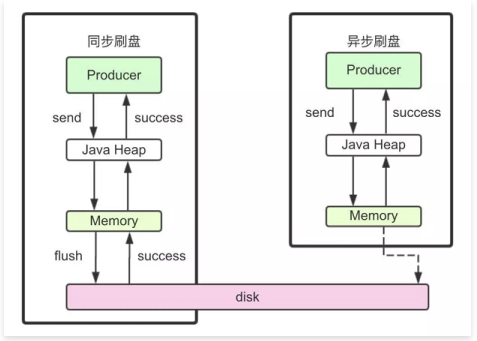 同步刷盘
Producer
send
success
Java Heap
Memory
flush
success
异步刷盘
Producer
send
success
Java Heap
Memory
disk